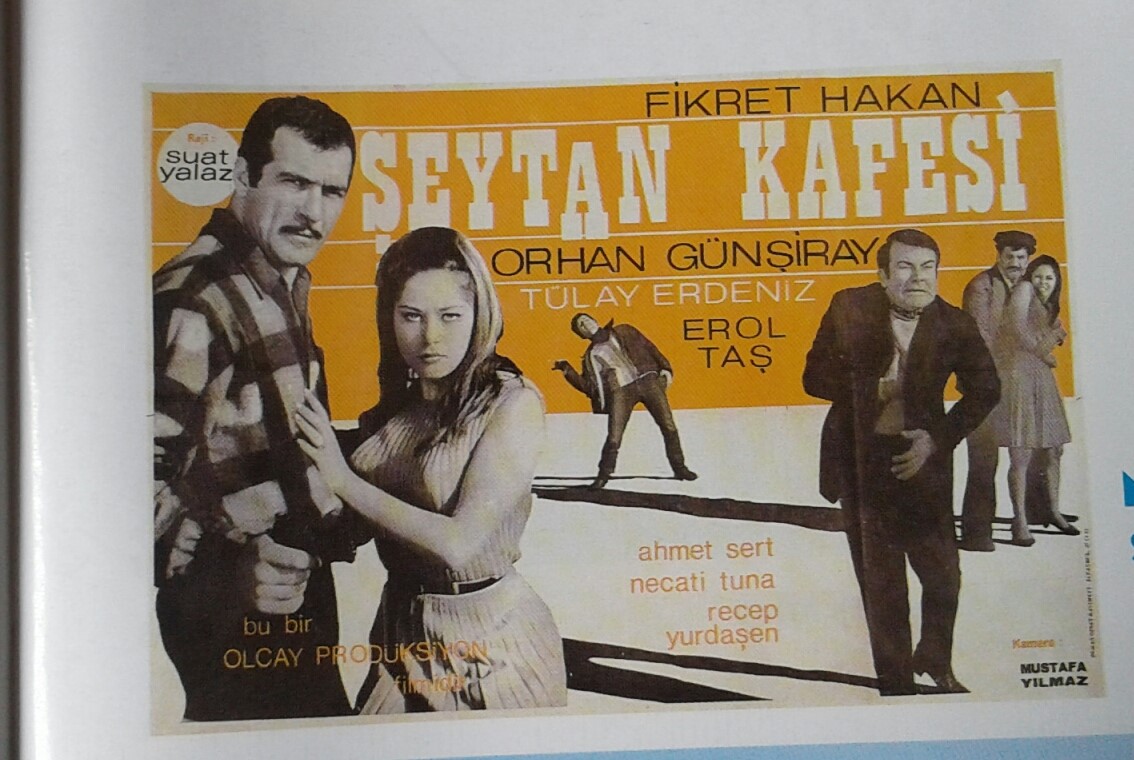 FİKRET HAKAN
Reji :
suat
yalaz
ŞEYTAN KAFESİ
ORHAN GÜNŞİRAY
TÜLAY ERDENİZ
EROL
TAŞ
ahmet sert
necati tuna
recep
yurdaşen
bu bir
OLCAY PRODÜKSİYON
filmidir
Kamera :
MUSTAFA
YILMAZ